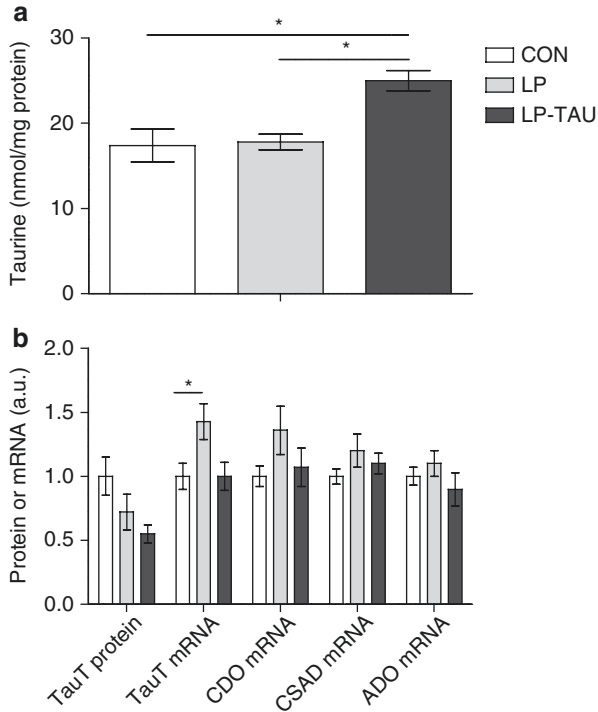 a
*
*
30
20
10
0
Taurine (nmol/mg protein)
CON
LP
LP-TAU
b
2.0
1.5
1.0
0.5
0.0
Protein or mRNA (a.u.)
*
TauT protein
TauT mRNA
CDO mRNA
CSAD mRNA
ADO mRNA